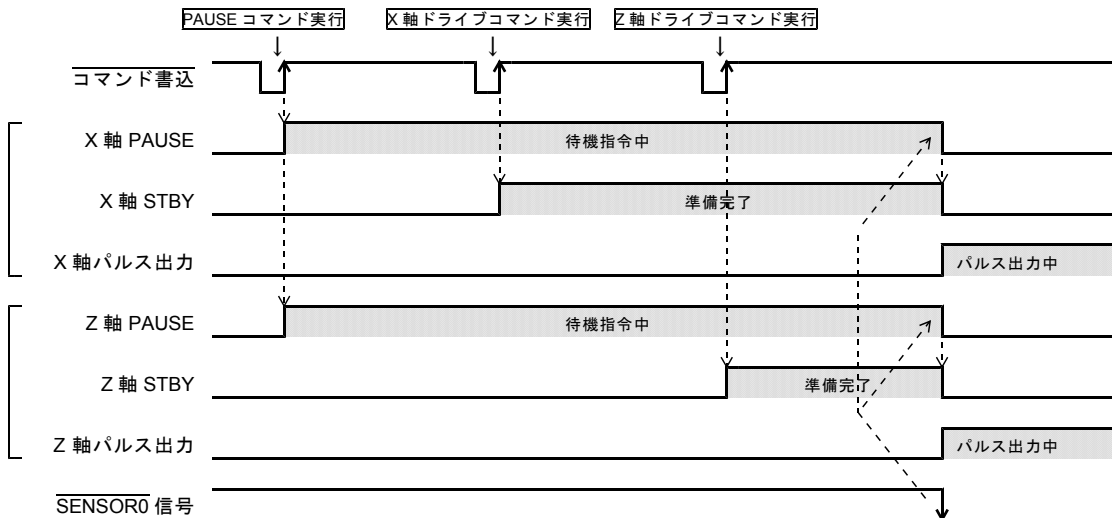 PAUSE コマンド実行 X 軸ドライブコマンド実行 Z 軸ドライブコマンド実行
コマンド書込
X 軸 PAUSE 待機指令中
X 軸 STBY 準備完了
X 軸パルス出力 パルス出力中
Z 軸 PAUSE 待機指令中
Z 軸 STBY 準備完了
Z 軸パルス出力 パルス出力中
SENSOR0 信号